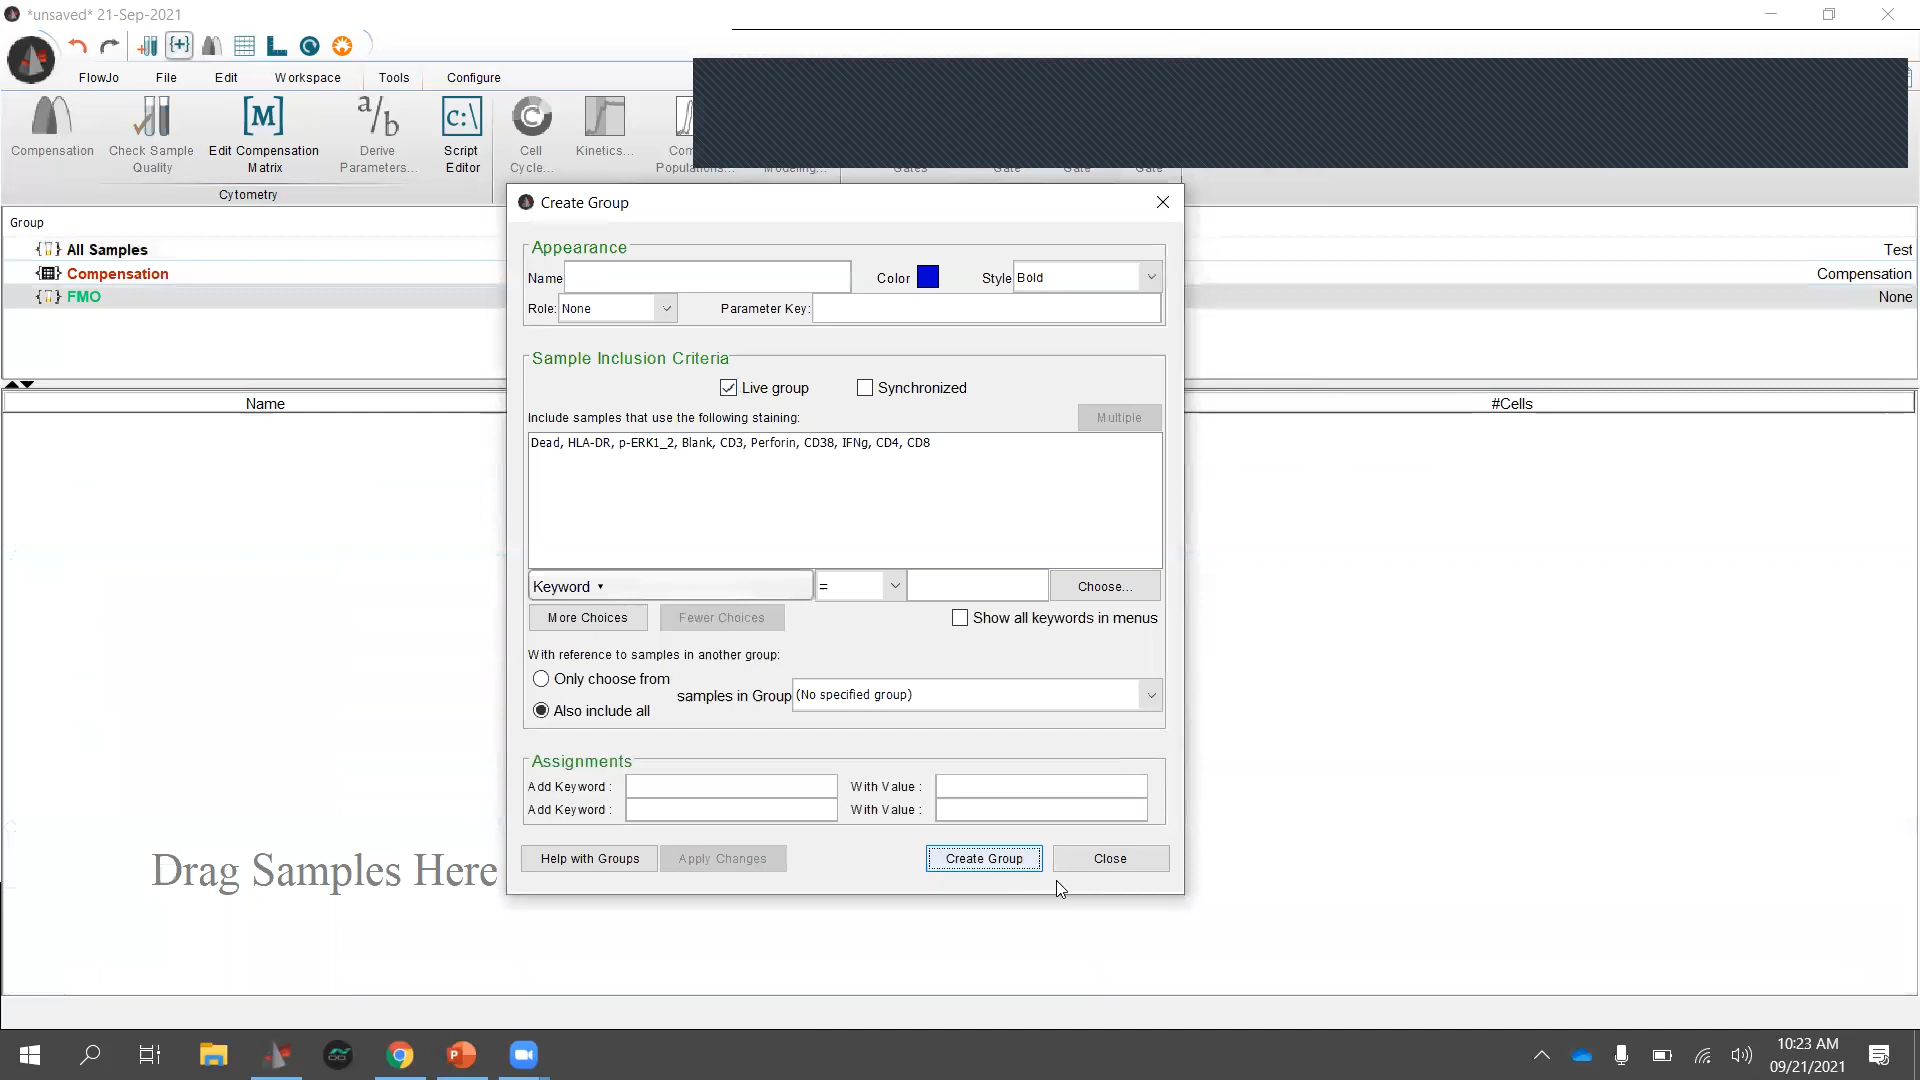 *unsaved* 21-Sep-2021
FlowJo File Edit Workspace Tools Configure
Compensation
Check Sample Quality
Edit Compensation Matrix
Derive Parameters...
Script Editor
Cell Cycle...
Kinetics...
Cytometry
Group
All Samples Test
Compensation Compensation
FMO None
Name #Cells
Create Group
Appearance
Name Color Style Bold
Role: None Parameter Key:
Sample Inclusion Criteria
Live group Synchronized
Include samples that use the following staining: Multiple
Dead, HLA-DR, p-ERK1_2, Blank, CD3, Perforin, CD38, IFNg, CD4, CD8
Keyword = Choose...
More Choices Fewer Choices Show all keywords in menus
With reference to samples in another group:
Only choose from
samples in Group (No specified group)
Also include all
Assignments
Add Keyword : With Value :
Add Keyword : With Value :
Help with Groups Apply Changes Create Group Close
Drag Samples Here
10:23 AM
09/21/2021